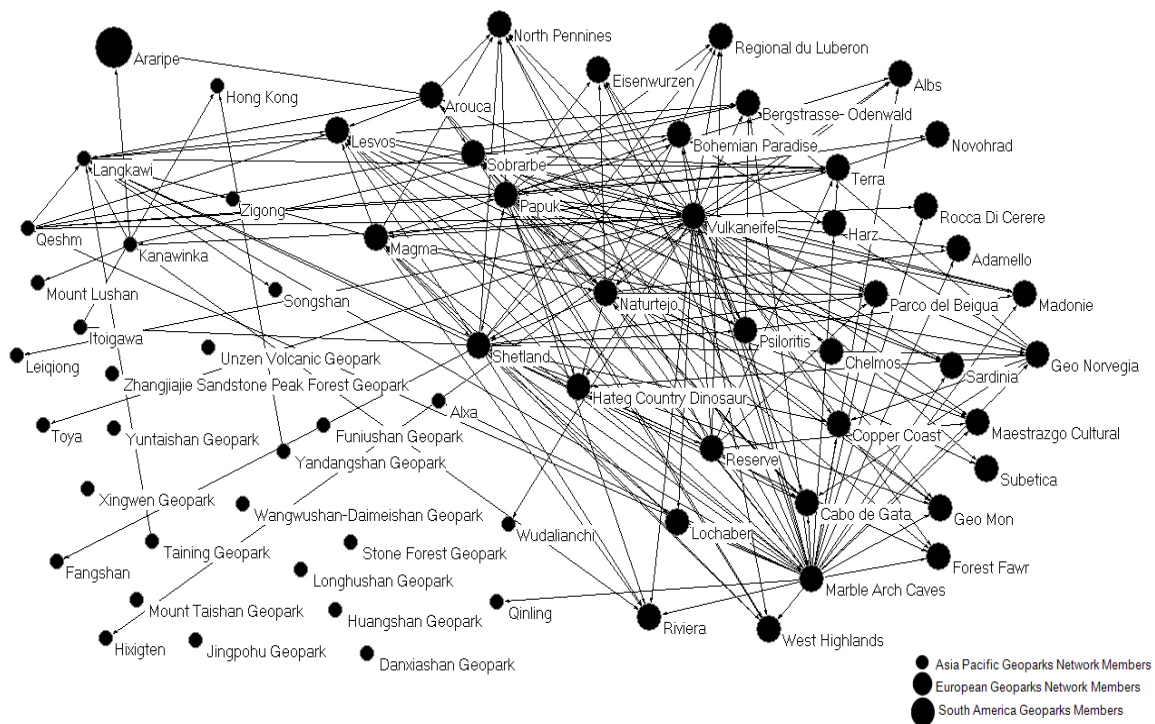 North Pennines
Regional du Luberon
Araripe
Eisenwurzen
Hong Kong
Albs
Arouca
Bergstrasse- Odenwald
Lesvos
Bohemian Paradise
Novohrad
Sobrarbe
Langkawi
Terra
Zigong
Papuk
Rocca Di Cerere
Vulkaneifel
Harz
Qeshm
Magma
Kanawinka
Adamello
Mount Lushan
Songshan
Naturtejo
Parco del Beigua
Madonie
Itoigawa
Psiloritis
Unzen Volcanic Geopark
Shetland
Leiqiong
Chelmos
Geo Norvegia
Sardinia
Zhangjiajie Sandstone Peak Forest Geopark
Hateg Country Dinosaur
Alxa
Toya
Yuntaishan Geopark
Funiushan Geopark
Copper Coast
Maestrazgo Cultural
Yandangshan Geopark
Reserve
Subetica
Xingwen Geopark
Wangwushan-Daimeishan Geopark
Cabo de Gata
Geo Mon
Wudalianchi
Lochaber
Taining Geopark
Stone Forest Geopark
Fangshan
Forest Fawr
Longhushan Geopark
Marble Arch Caves
Mount Taishan Geopark
Qinling
Huangshan Geopark
Riviera
West Highlands
Hixigten
Jingpohu Geopark
Danxiashan Geopark
Asia Pacific Geoparks Network Members
European Geoparks Network Members
South America Geoparks Members